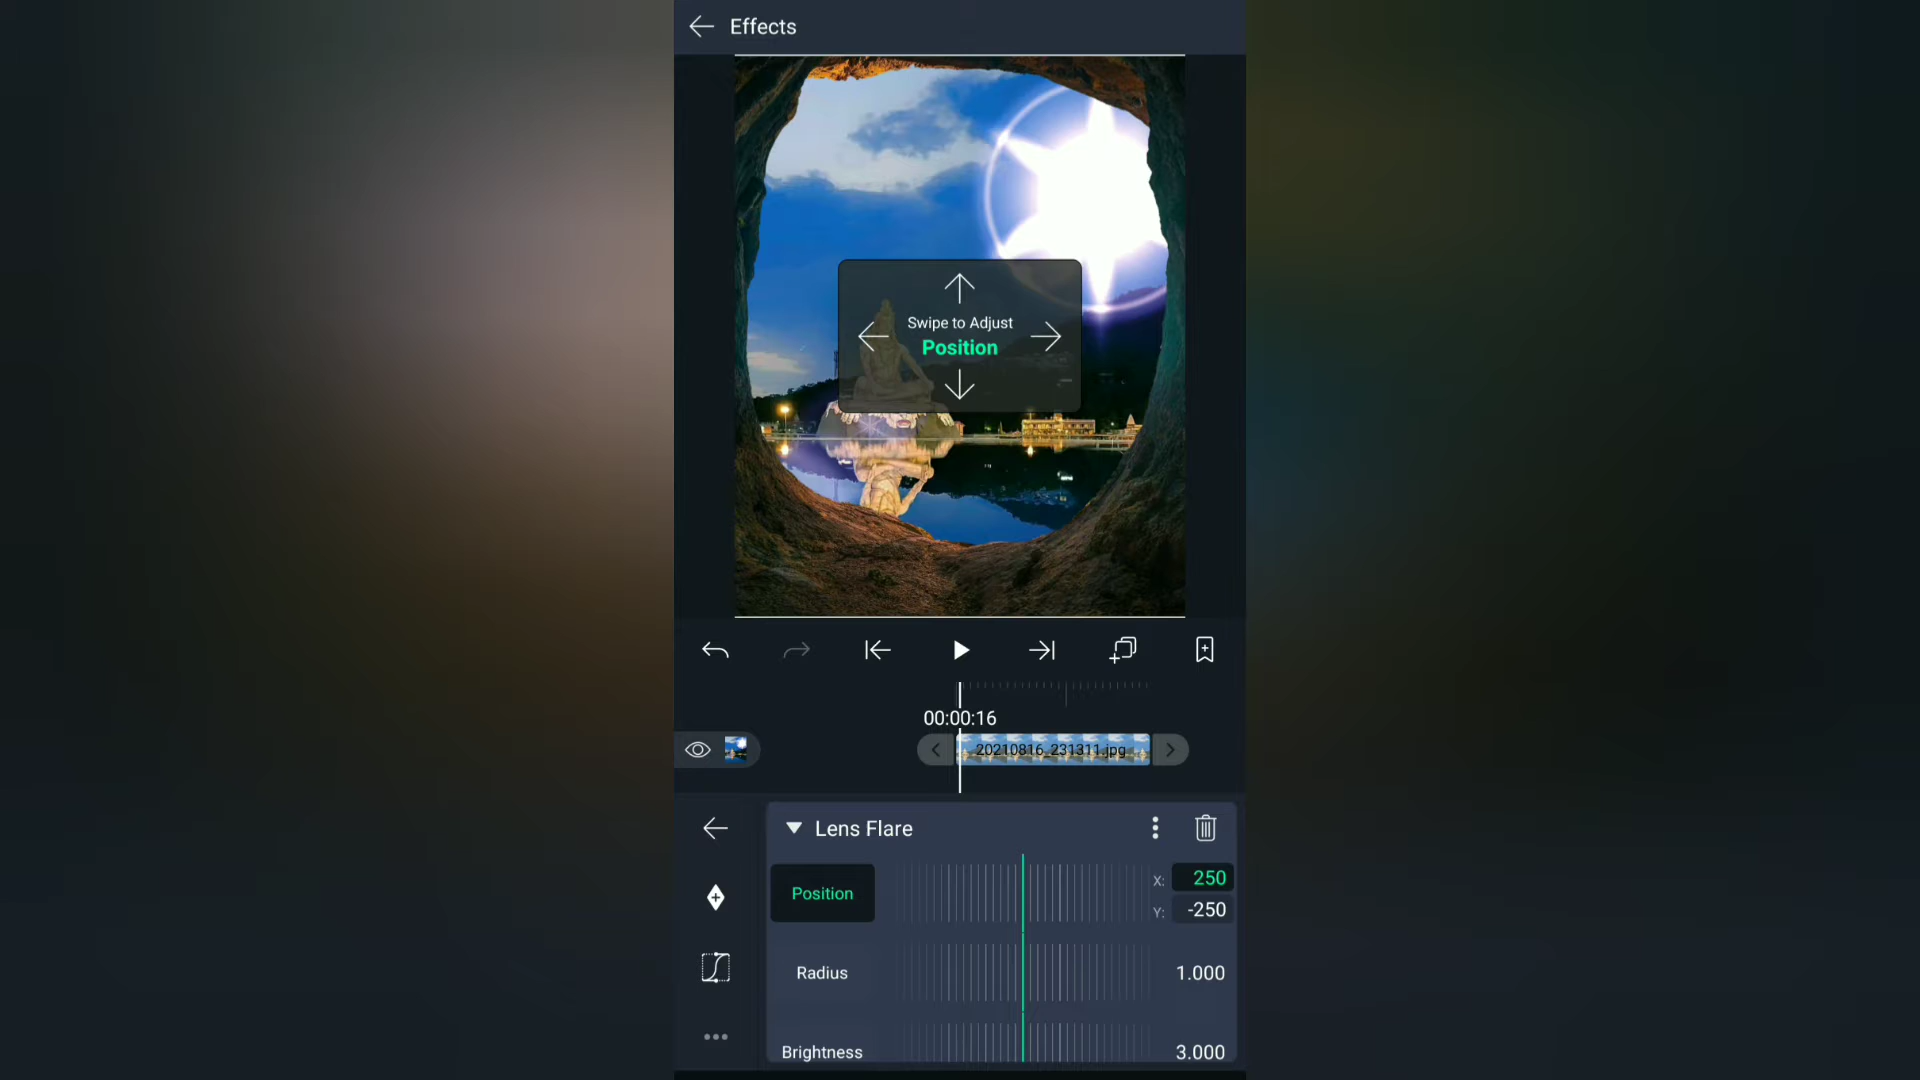 Effects
Swipe to Adjust
Position
00:00:16
20210816_231311.jpg
Lens Flare
Position
X: 250
Y: -250
Radius
1.000
Brightness
3.000